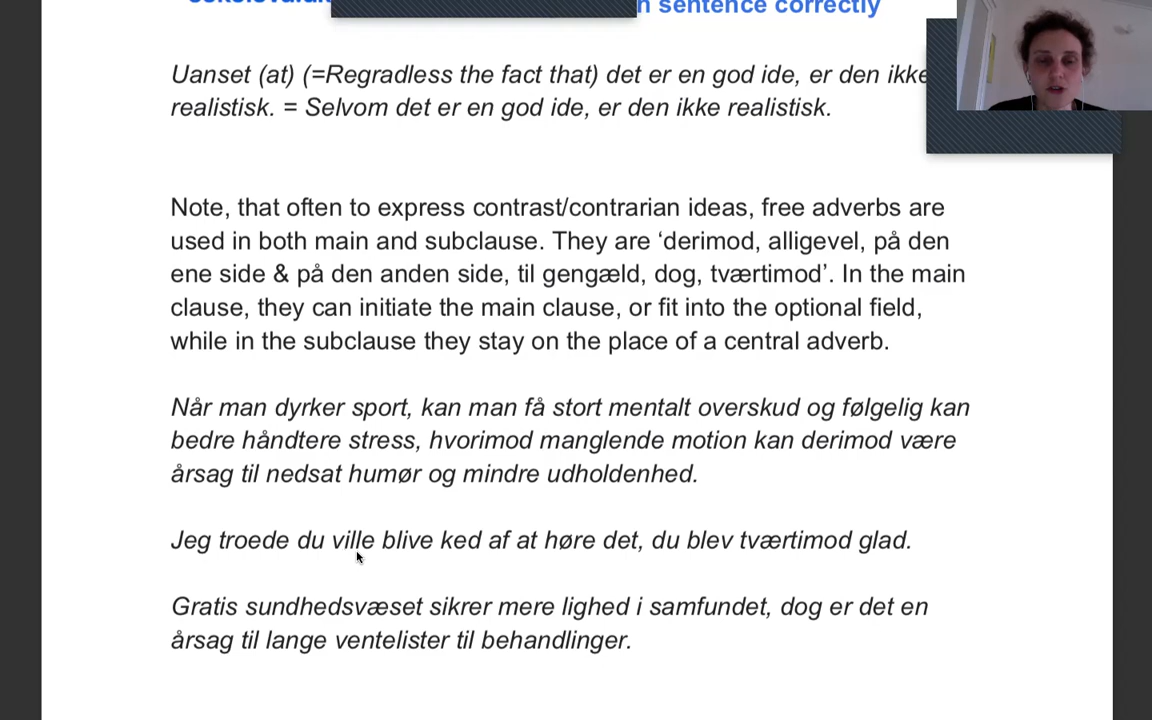 n sentence correctly
Uanset (at) (=Regradless the fact that) det er en god ide, er den ikke
realistisk. = Selvom det er en god ide, er den ikke realistisk.
Note, that often to express contrast/contrarian ideas, free adverbs are
used in both main and subclause. They are ‘derimod, alligevel, på den
ene side & på den anden side, til gengæld, dog, tværtimod’. In the main
clause, they can initiate the main clause, or fit into the optional field,
while in the subclause they stay on the place of a central adverb.
Når man dyrker sport, kan man få stort mentalt overskud og følgelig kan
bedre håndtere stress, hvorimod manglende motion kan derimod være
årsag til nedsat humør og mindre udholdenhed.
Jeg troede du ville blive ked af at høre det, du blev tværtimod glad.
Gratis sundhedsvæset sikrer mere lighed i samfundet, dog er det en
årsag til lange ventelister til behandlinger.